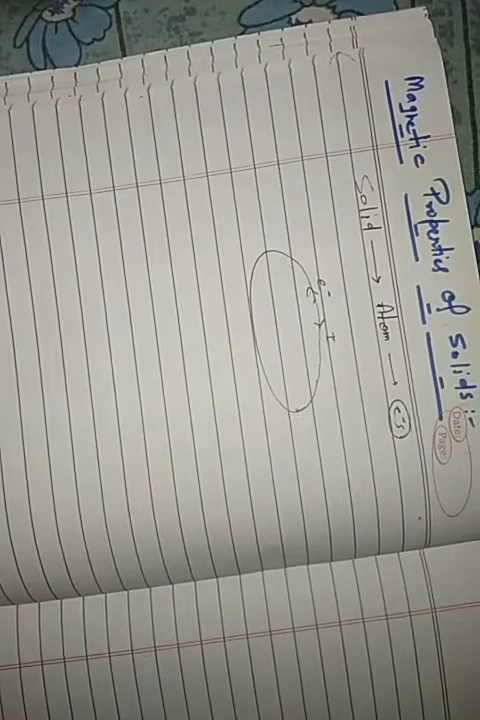 Date:
Page:
Magnetic Properties of Solids:-
Solid → Atom → e⁻s
e⁻ → I